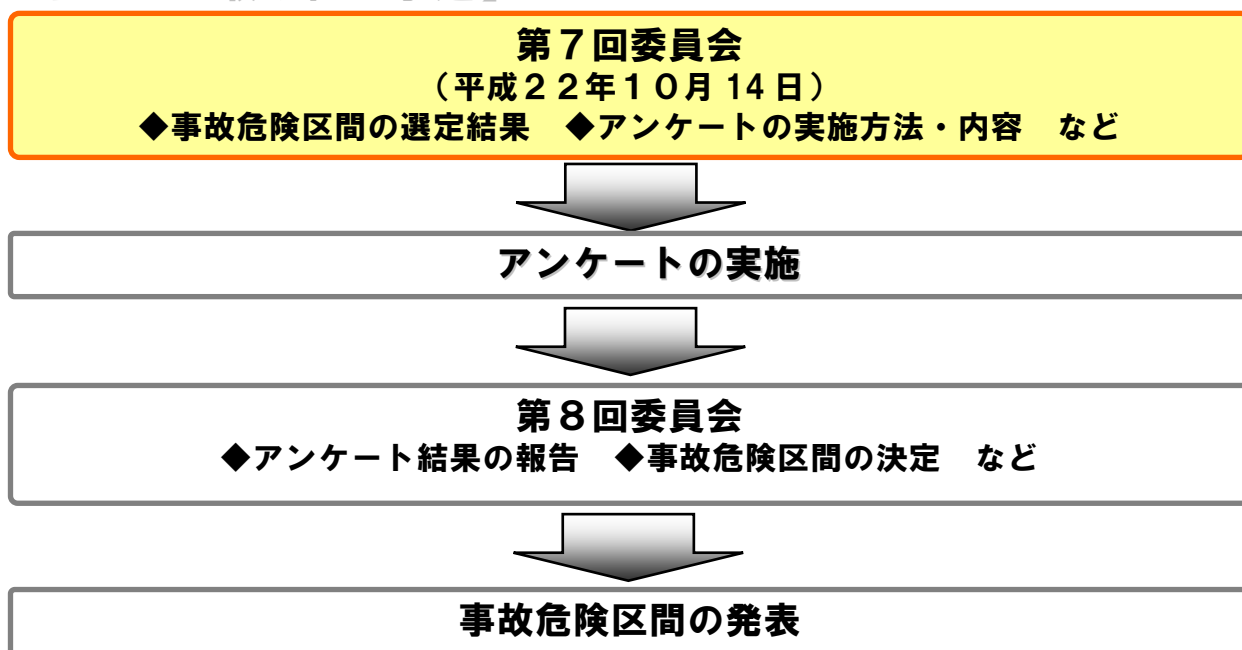 第７回委員会
（平成２２年１０月 14 日）
◆事故危険区間の選定結果　◆アンケートの実施方法・内容　など
アンケートの実施
第８回委員会
◆アンケート結果の報告　◆事故危険区間の決定　など
事故危険区間の発表